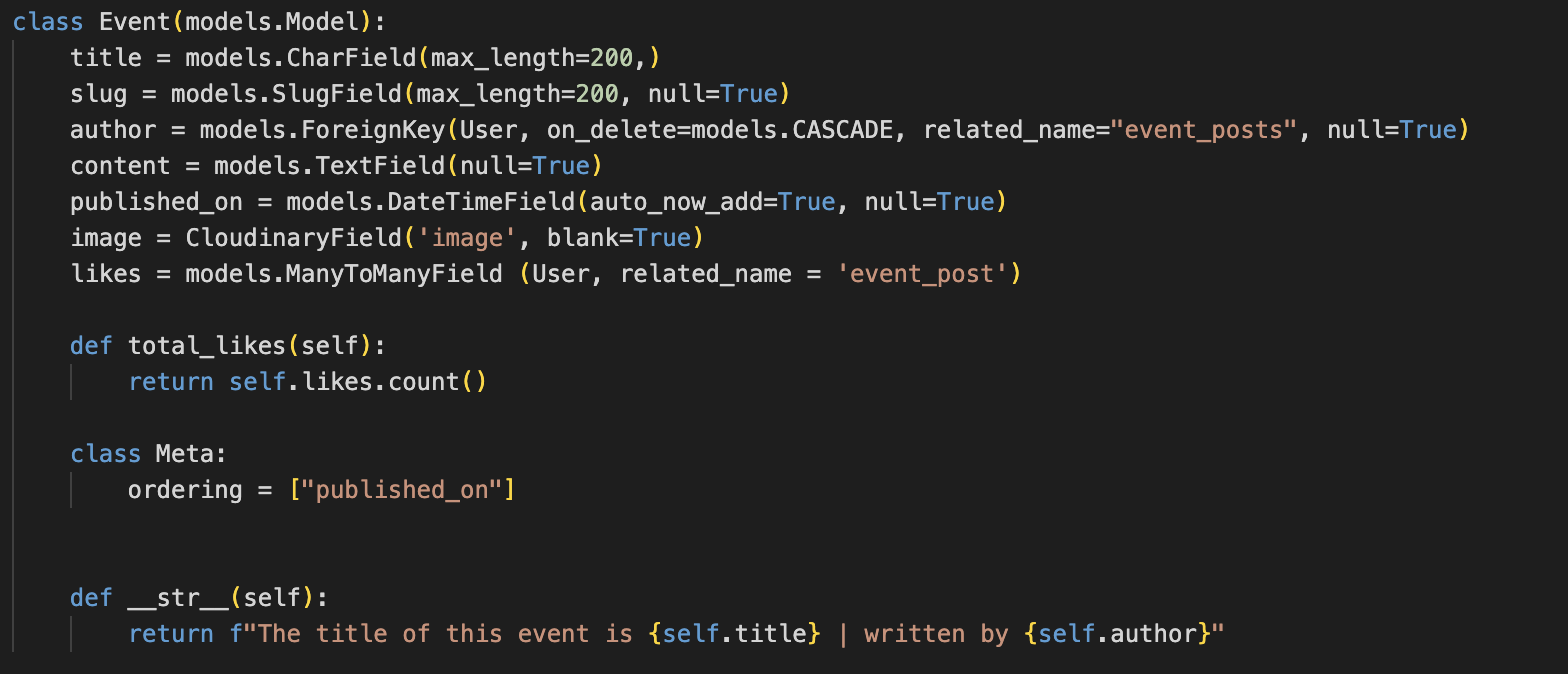 class Event(models.Model):
    title = models.CharField(max_length=200,)
    slug = models.SlugField(max_length=200, null=True)
    author = models.ForeignKey(User, on_delete=models.CASCADE, related_name="event_posts", null=True)
    content = models.TextField(null=True)
    published_on = models.DateTimeField(auto_now_add=True, null=True)
    image = CloudinaryField('image', blank=True)
    likes = models.ManyToManyField (User, related_name = 'event_post')
    def total_likes(self):
        return self.likes.count()
    class Meta:
        ordering = ["published_on"]
    def __str__(self):
        return f"The title of this event is {self.title} | written by {self.author}"